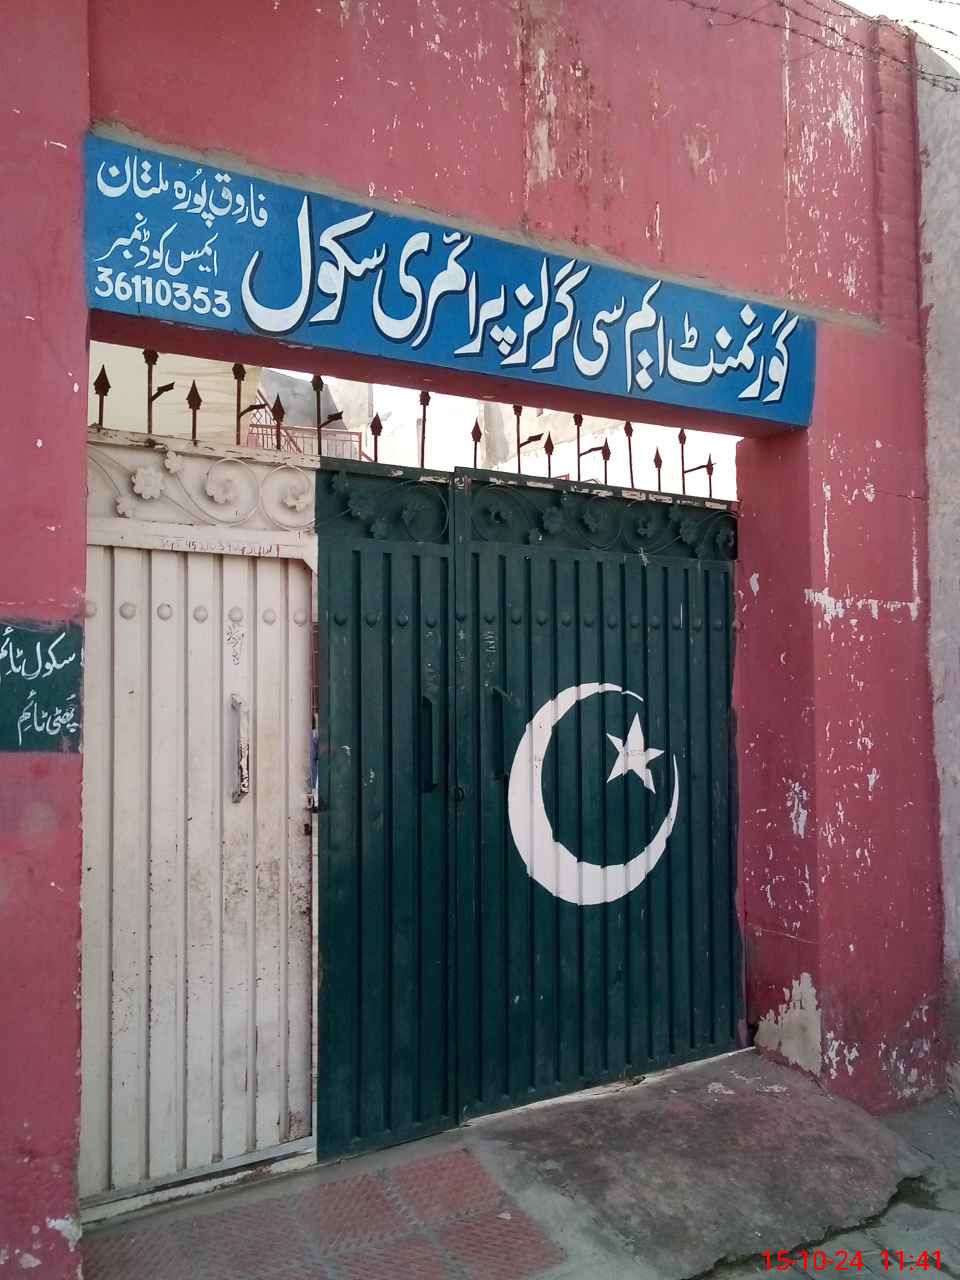 گورنمنٹ ایم سی گرلز پرائمری سکول
فاروق پورہ ملتان
ایمس کوڈ نمبر
36110353
سکول ٹائم
چھٹی ٹائم
15-10-24 11:41